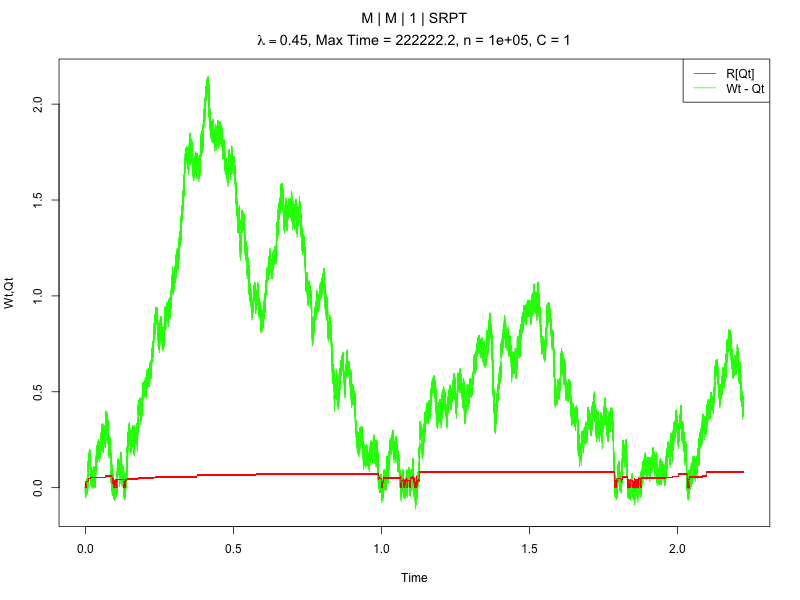 M | M | 1 | SRPT
λ = 0.45, Max Time = 222222.2, n = 1e+05, C = 1
R[Qt]
Wt - Qt
2.0
1.5
1.0
0.5
0.0
Wt,Qt
0.0 0.5 1.0 1.5 2.0
Time